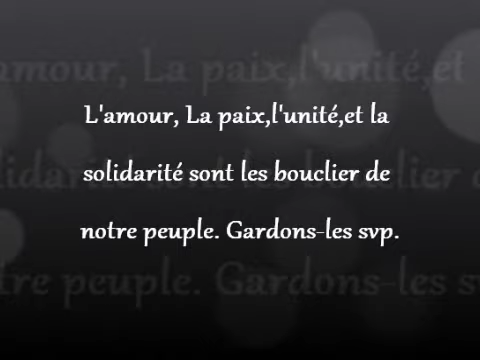 L'amour, La paix,l'unité,et la
solidarité sont les bouclier de
notre peuple. Gardons-les svp.